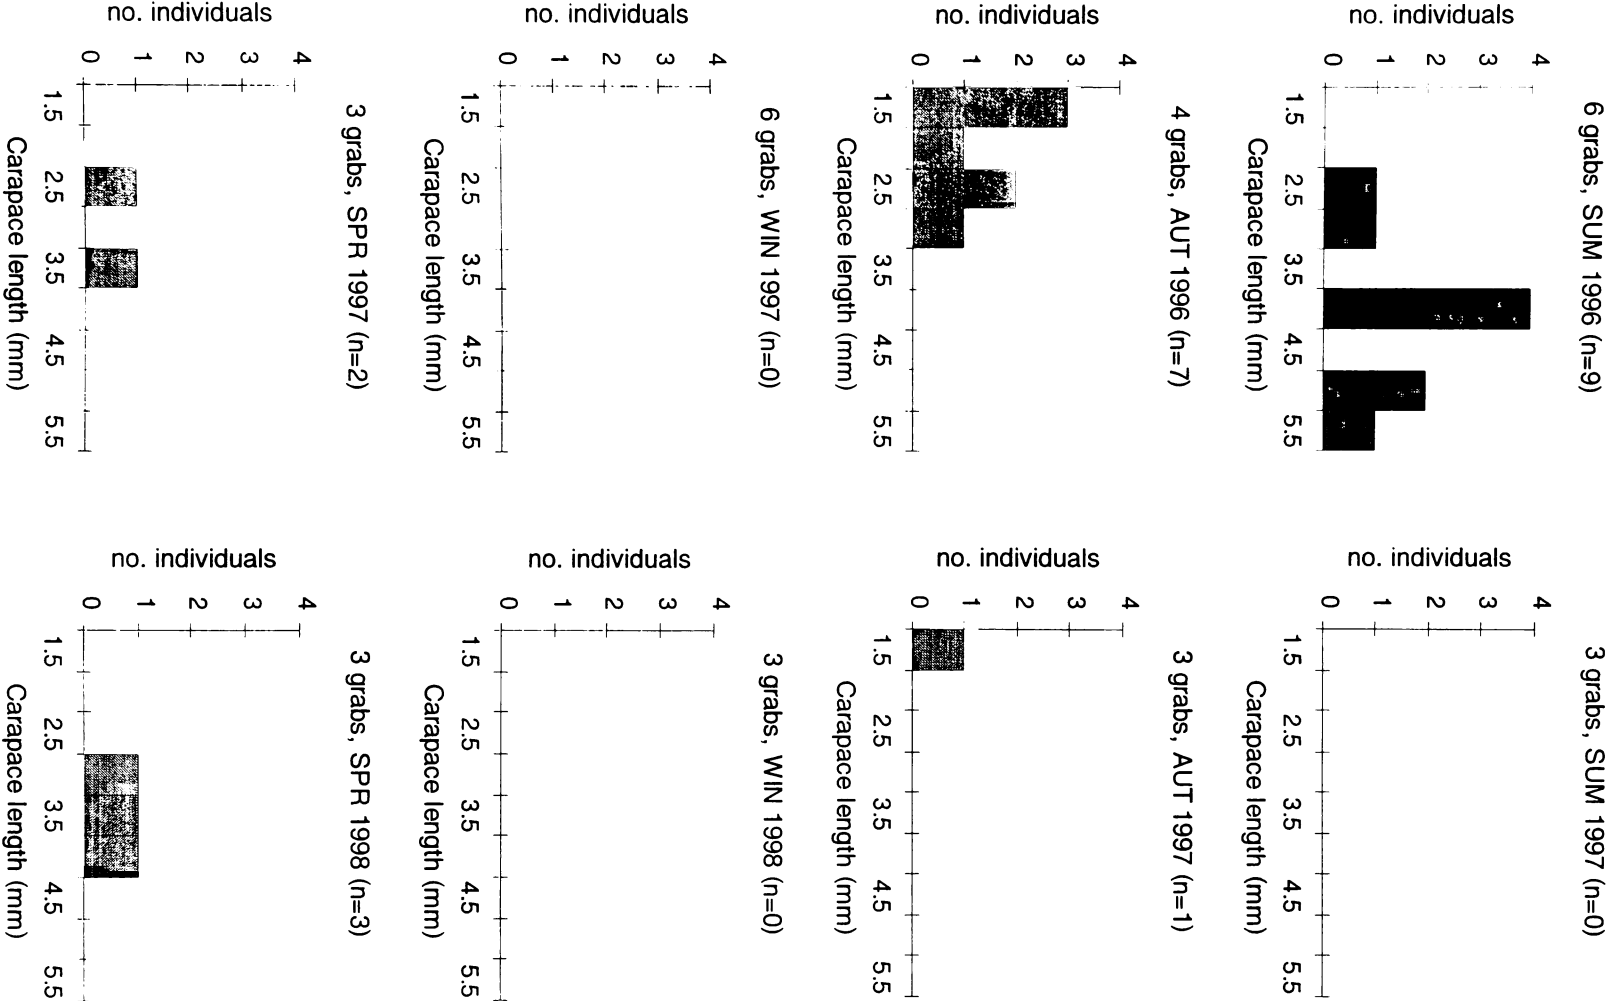 6 grabs, SUM 1996 (n=9)
no. individuals
4
3
2
1
0
1.5 2.5 3.5 4.5 5.5
Carapace length (mm)
3 grabs, SUM 1997 (n=0)
no. individuals
4
3
2
1
0
1.5 2.5 3.5 4.5 5.5
Carapace length (mm)
4 grabs, AUT 1996 (n=7)
no. individuals
4
3
2
1
0
1.5 2.5 3.5 4.5 5.5
Carapace length (mm)
3 grabs, AUT 1997 (n=1)
no. individuals
4
3
2
1
0
1.5 2.5 3.5 4.5 5.5
Carapace length (mm)
6 grabs, WIN 1997 (n=0)
no. individuals
4
3
2
1
0
1.5 2.5 3.5 4.5 5.5
Carapace length (mm)
3 grabs, WIN 1998 (n=0)
no. individuals
4
3
2
1
0
1.5 2.5 3.5 4.5 5.5
Carapace length (mm)
3 grabs, SPR 1997 (n=2)
no. individuals
4
3
2
1
0
1.5 2.5 3.5 4.5 5.5
Carapace length (mm)
3 grabs, SPR 1998 (n=3)
no. individuals
4
3
2
1
0
1.5 2.5 3.5 4.5 5.5
Carapace length (mm)